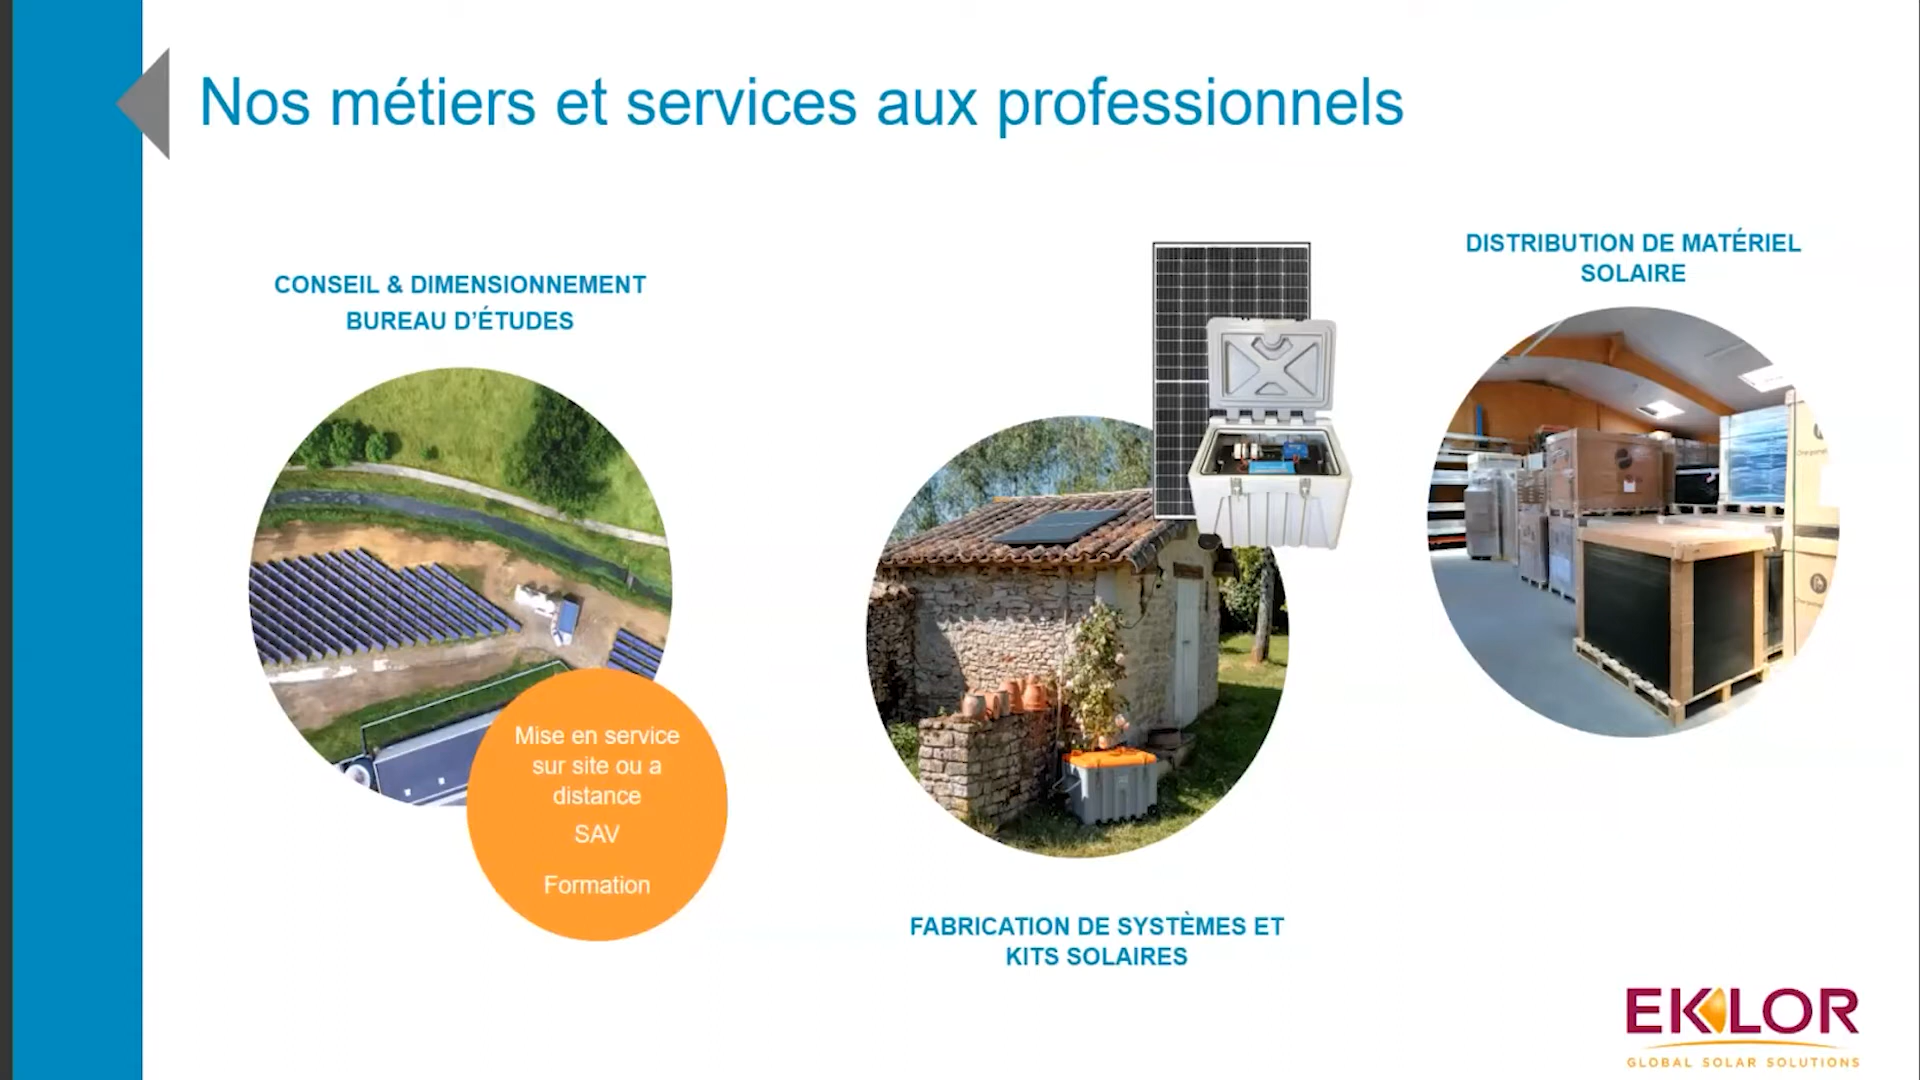 Nos métiers et services aux professionnels
CONSEIL & DIMENSIONNEMENT
BUREAU D’ÉTUDES
Mise en service
sur site ou a
distance
SAV
Formation
FABRICATION DE SYSTÈMES ET
KITS SOLAIRES
DISTRIBUTION DE MATÉRIEL
SOLAIRE
EKLOR
GLOBAL SOLAR SOLUTIONS